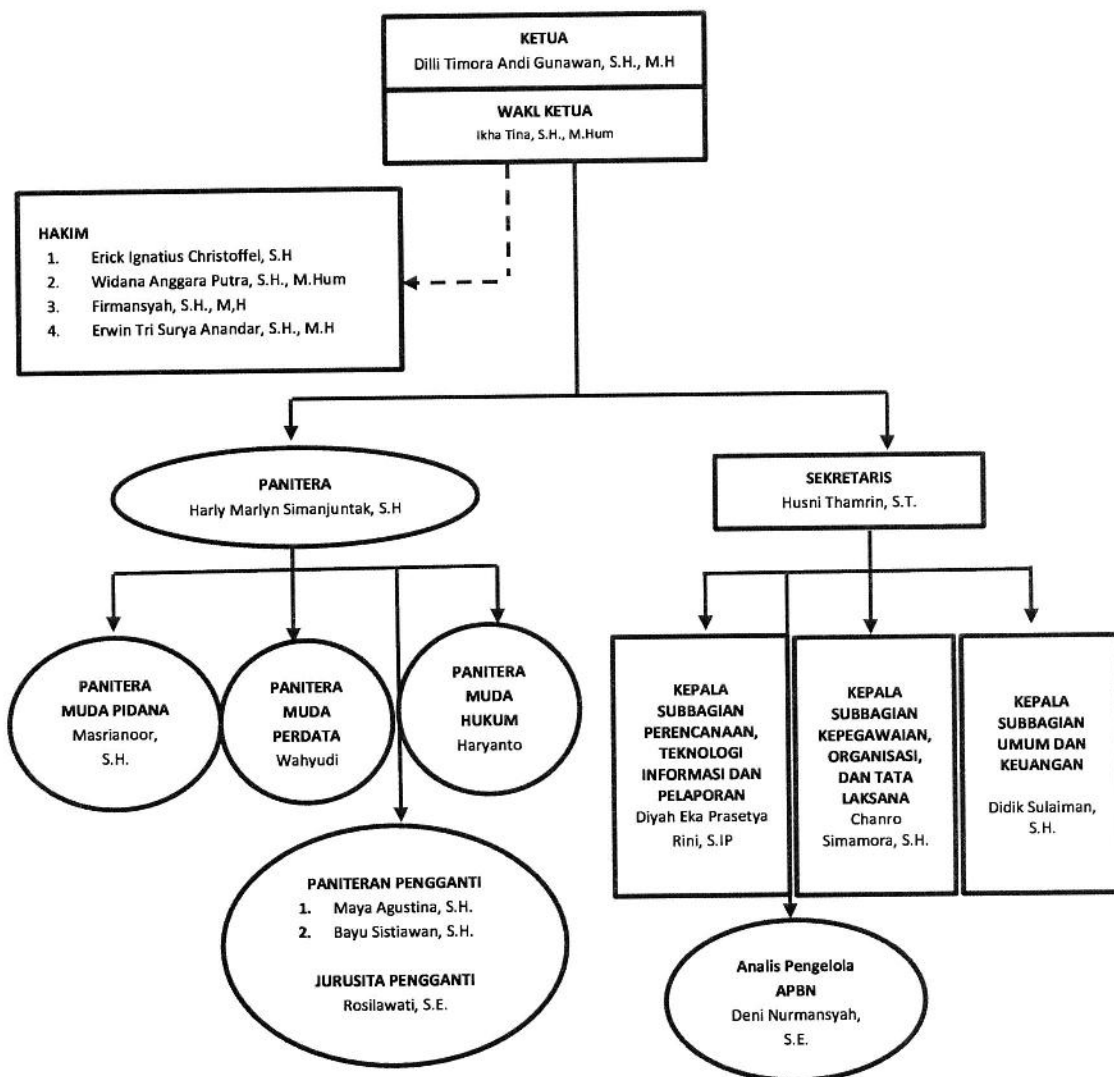 KETUA
Dilli Timora Andi Gunawan, S.H., M.H
WAKL KETUA
Ikha Tina, S.H., M.Hum
HAKIM
1. Erick Ignatius Christoffel, S.H
2. Widana Anggara Putra, S.H., M.Hum
3. Firmansyah, S.H., M,H
4. Erwin Tri Surya Anandar, S.H., M.H
PANITERA
Harly Marlyn Simanjuntak, S.H
SEKRETARIS
Husni Thamrin, S.T.
PANITERA
MUDA PIDANA
Masrianoor,
S.H.
PANITERA
MUDA
PERDATA
Wahyudi
PANITERA
MUDA
HUKUM
Haryanto
KEPALA
SUBBAGIAN
PERENCANAAN,
TEKNOLOGI
INFORMASI DAN
PELAPORAN
Diyah Eka Prasetya
Rini, S.IP
KEPALA
SUBBAGIAN
KEPEGAWAIAN,
ORGANISASI,
DAN TATA
LAKSANA
Chanro
Simamora, S.H.
KEPALA
SUBBAGIAN
UMUM DAN
KEUANGAN
Didik Sulaiman,
S.H.
PANITERAN PENGGANTI
1. Maya Agustina, S.H.
2. Bayu Sistiawan, S.H.
JURUSITA PENGGANTI
Rosilawati, S.E.
Analis Pengelola
APBN
Deni Nurmansyah,
S.E.